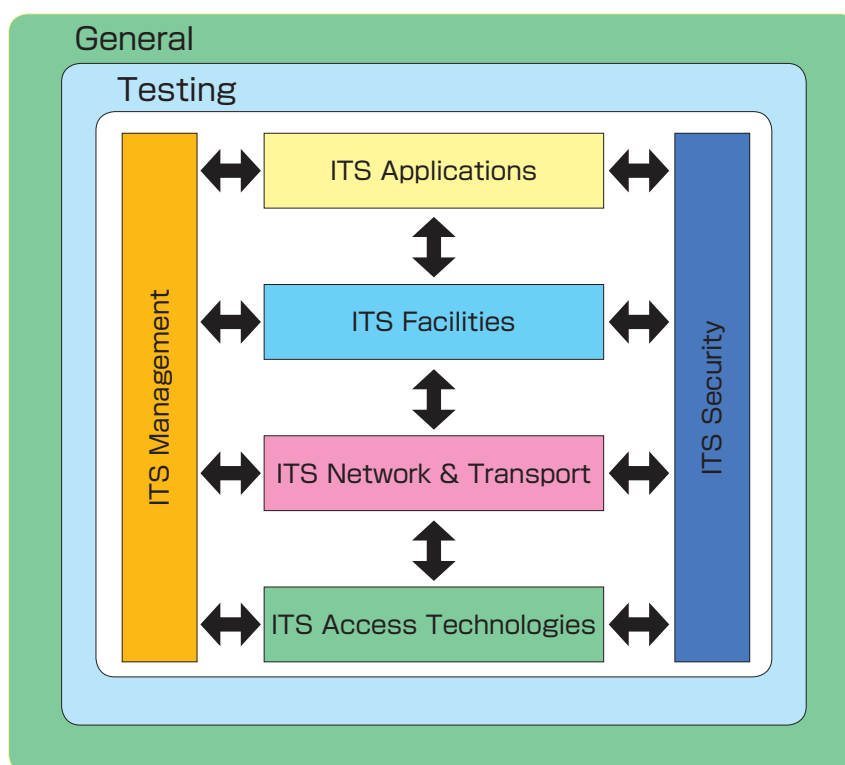 General
Testing
ITS Applications
ITS Facilities
ITS Network & Transport
ITS Access Technologies
ITS Management
ITS Security